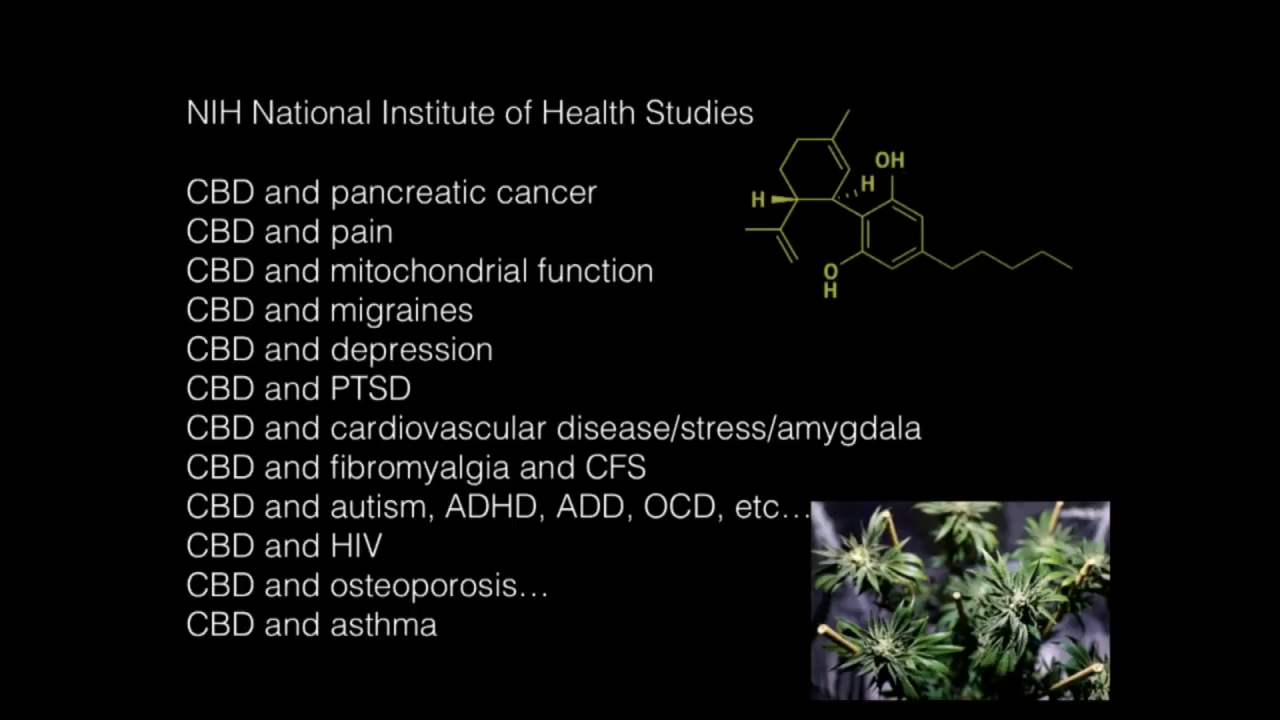 NIH National Institute of Health Studies
CBD and pancreatic cancer
CBD and pain
CBD and mitochondrial function
CBD and migraines
CBD and depression
CBD and PTSD
CBD and cardiovascular disease/stress/amygdala
CBD and fibromyalgia and CFS
CBD and autism, ADHD, ADD, OCD, etc…
CBD and HIV
CBD and osteoporosis…
CBD and asthma
OH
H
H
O
H